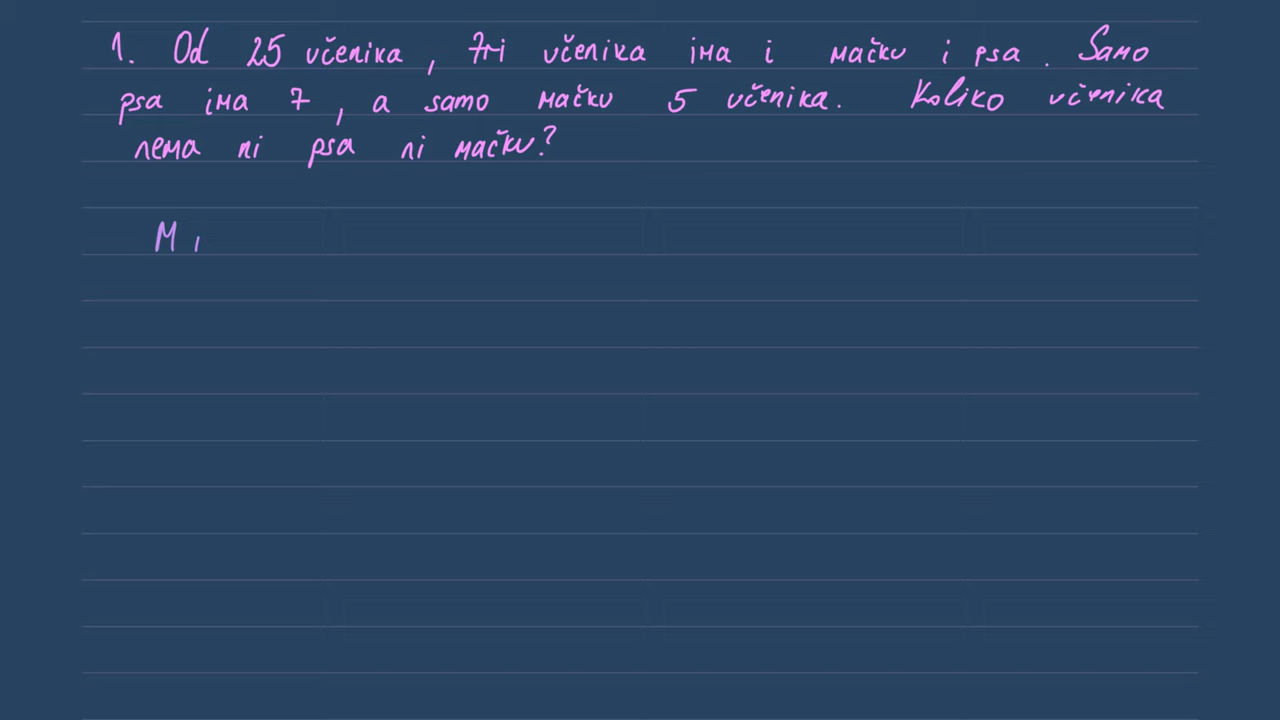 1. Od 25 učenika, tri učenika ima i mačku i psa. Samo
psa ima 7, a samo mačku 5 učenika. Koliko učenika
nema ni psa ni mačku?
M